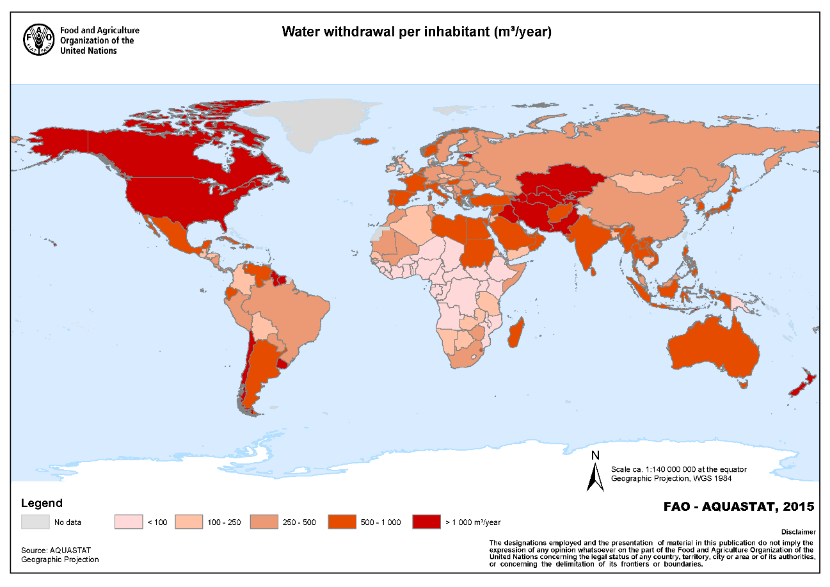 Food and Agriculture
Organization of the
United Nations
FAO
Water withdrawal per inhabitant (m³/year)
N
Scale ca. 1:140 000 000 at the equator
Geographic Projection, WGS 1984
Legend
No data
< 100
100 - 250
250 - 500
500 - 1 000
> 1 000 m³/year
FAO - AQUASTAT, 2015
Source: AQUASTAT
Geographic Projection
Disclaimer
The designations employed and the presentation of material in this publication do not imply the
expression of any opinion whatsoever on the part of the Food and Agriculture Organization of the
United Nations concerning the legal status of any country, territory, city or area or of its authorities,
or concerning the delimitation of its frontiers or boundaries.